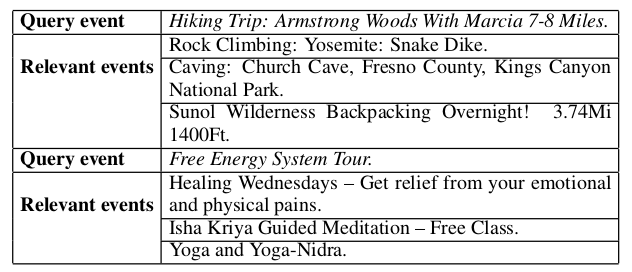 Query event Hiking Trip: Armstrong Woods With Marcia 7-8 Miles.
Relevant events
Rock Climbing: Yosemite: Snake Dike.
Caving: Church Cave, Fresno County, Kings Canyon
National Park.
Sunol Wilderness Backpacking Overnight! 3.74Mi
1400Ft.
Query event Free Energy System Tour.
Relevant events
Healing Wednesdays – Get relief from your emotional
and physical pains.
Isha Kriya Guided Meditation – Free Class.
Yoga and Yoga-Nidra.